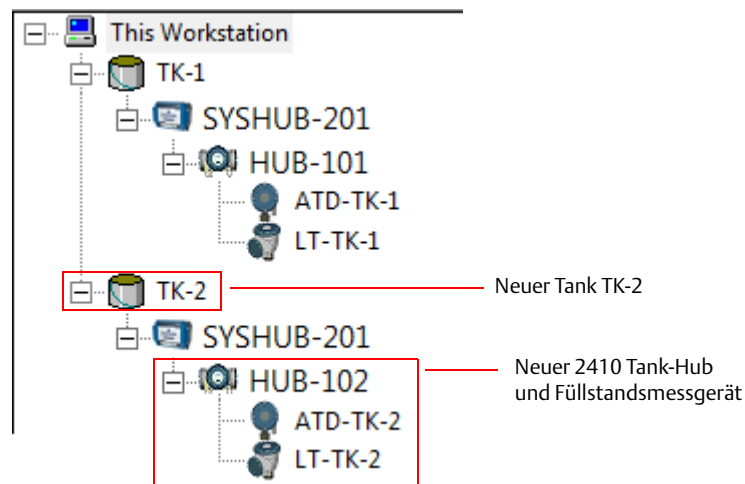 This Workstation
TK-1
SYSHUB-201
HUB-101
ATD-TK-1
LT-TK-1
TK-2
Neuer Tank TK-2
SYSHUB-201
HUB-102
Neuer 2410 Tank-Hub
und Füllstandsmessgerät
ATD-TK-2
LT-TK-2